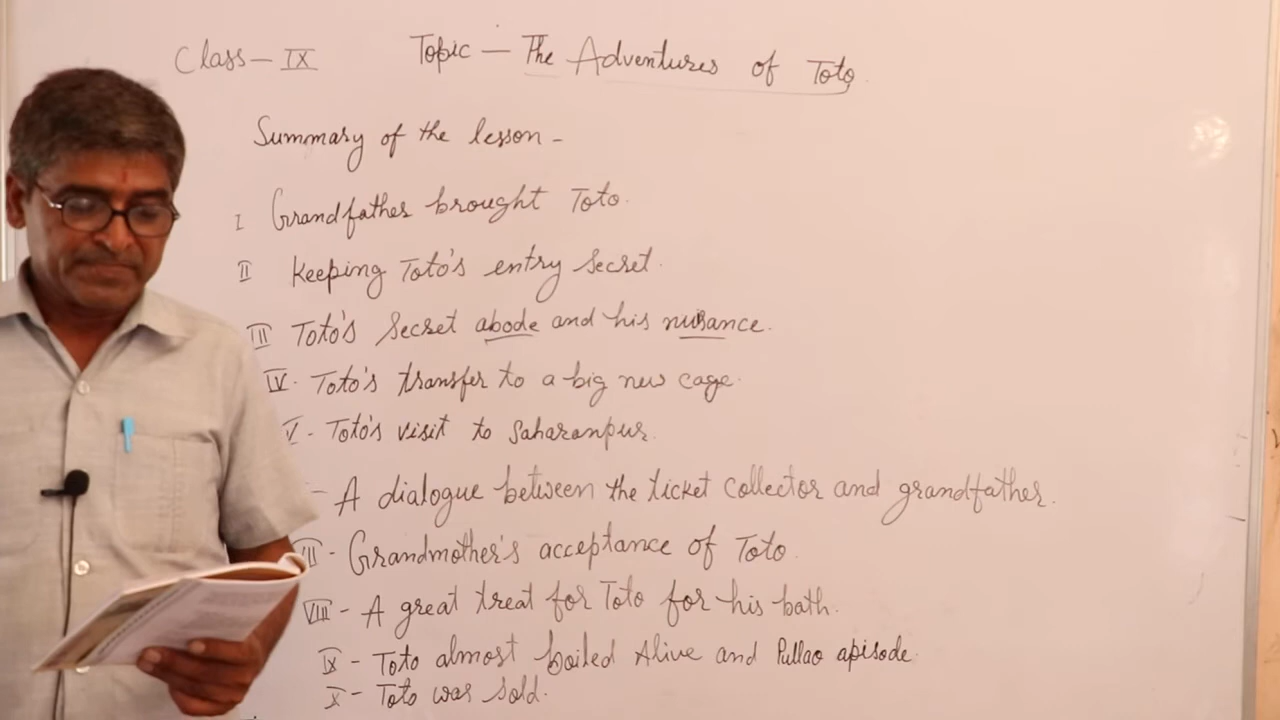 Class - IX Topic - The Adventures of Toto
Summary of the lesson -
I Grandfather brought Toto.
II Keeping Toto's entry secret.
III Toto's secret abode and his nuisance.
IV. Toto's transfer to a big new cage.
V - Toto's visit to Saharanpur.
- A dialogue between the ticket collector and grandfather.
III - Grandmother's acceptance of Toto.
VIII - A great treat for Toto for his bath.
IX - Toto almost boiled Alive and Pullao apisode
X - Toto was sold.